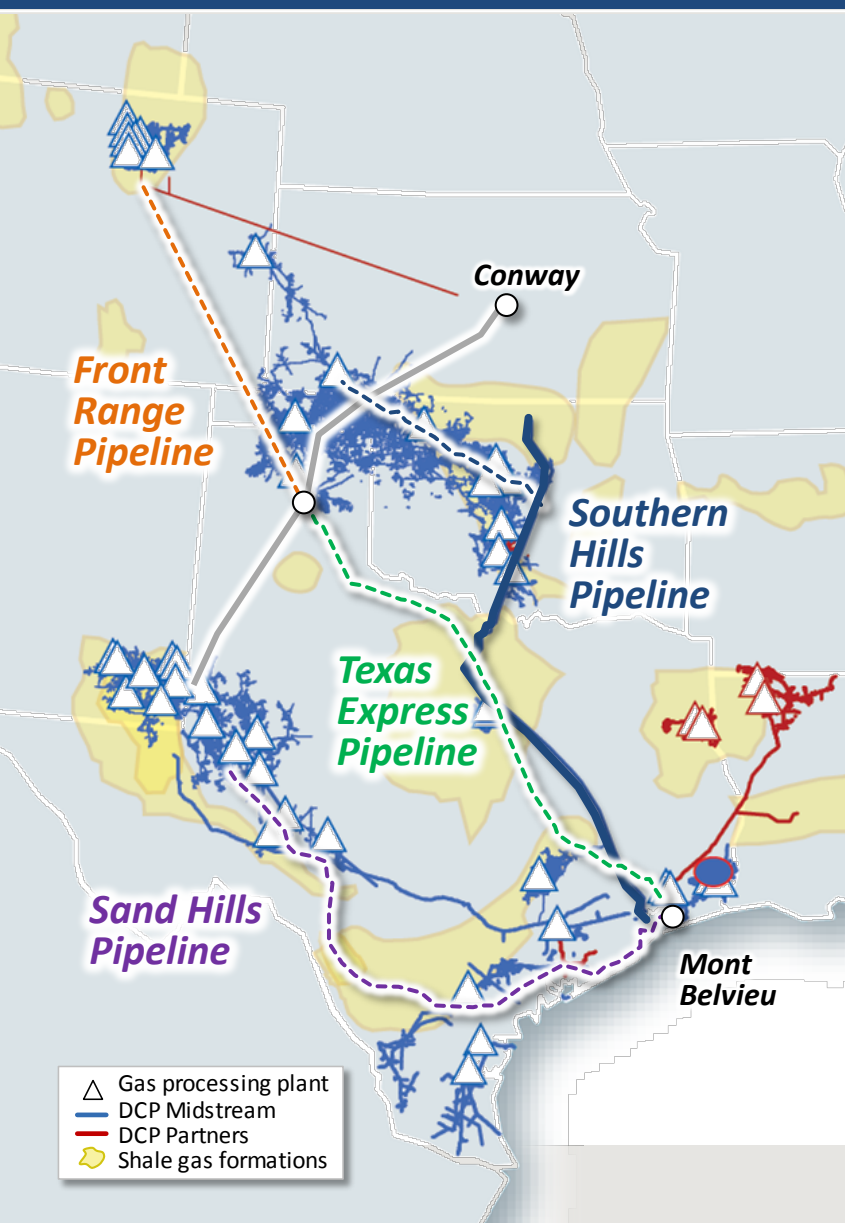 Conway
Front
Range
Pipeline
Southern
Hills
Pipeline
Texas
Express
Pipeline
Sand Hills
Pipeline
Mont
Belvieu
Gas processing plant
DCP Midstream
DCP Partners
Shale gas formations